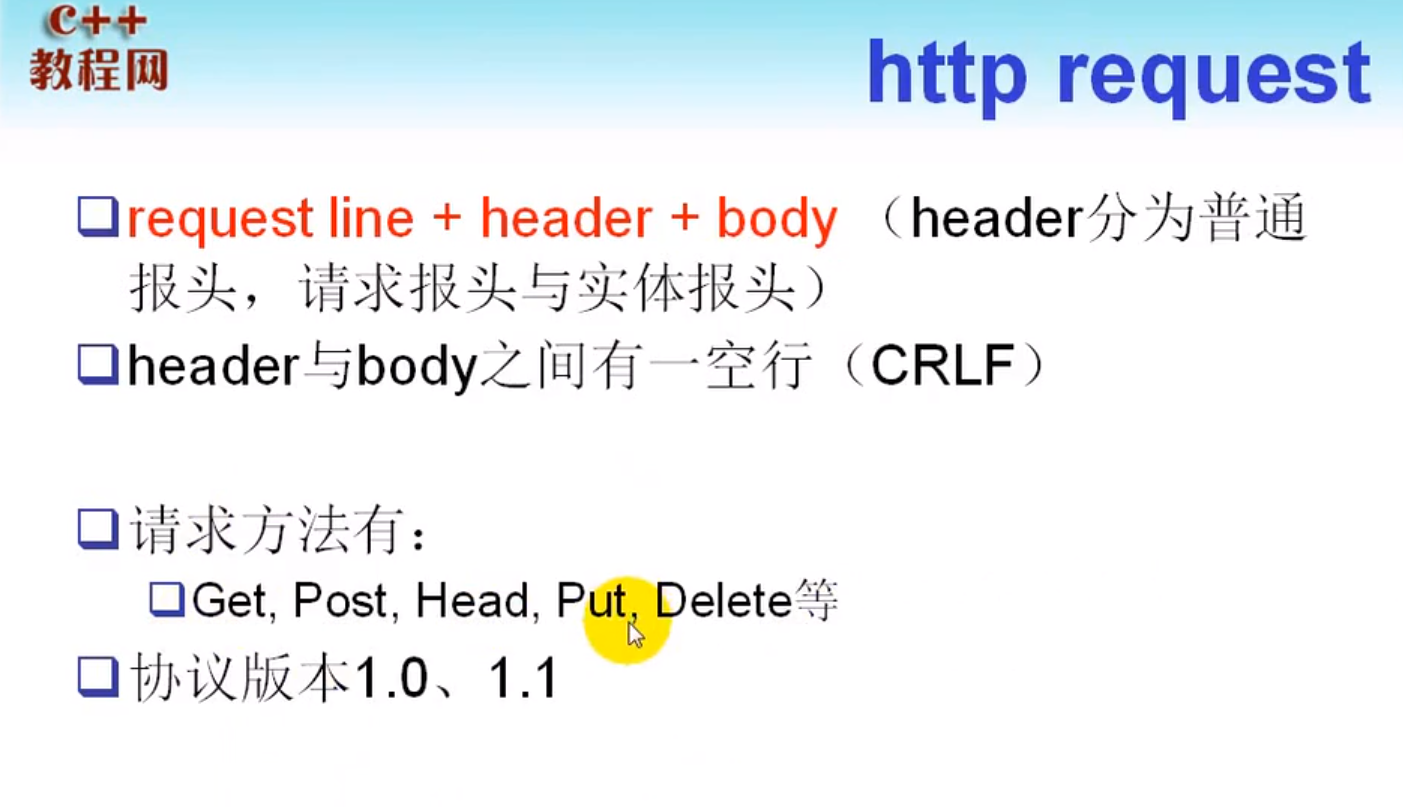 C++
教程网
http request
request line + header + body （header分为普通
报头，请求报头与实体报头）
header与body之间有一空行（CRLF）
请求方法有：
Get, Post, Head, Put, Delete等
协议版本1.0、1.1